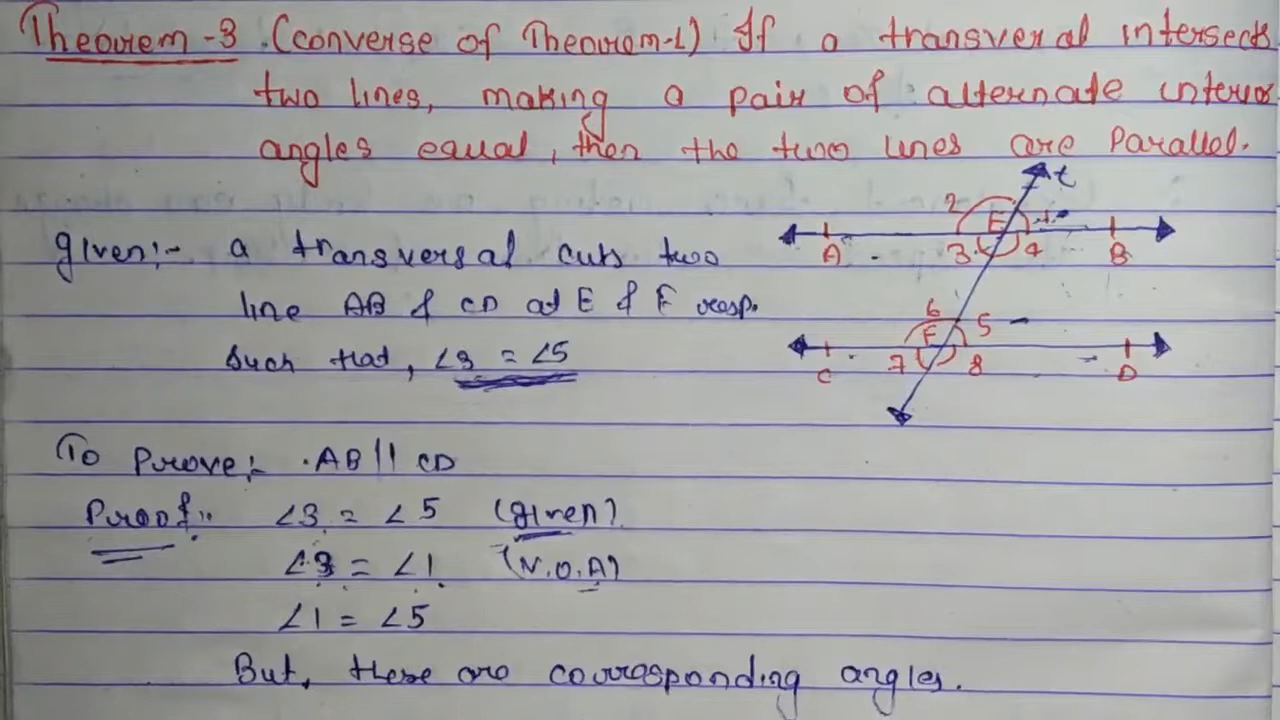 Theorem-3 (converse of Theorem-1) If a transversal intersects
two lines, making a pair of alternate interior
angles equal, then the two lines are Parallel.
t
2 E 1
A 3 4 B
given:- a transversal cuts two
line AB & CD at E & F resp.
Such that, ∠3 = ∠5
6 5
F
C 7 8 D
To Prove:- AB || CD
Proof:- ∠3 = ∠5 (given)
∠3 = ∠1 (V.O.A)
∠1 = ∠5
But, these are corresponding angles.